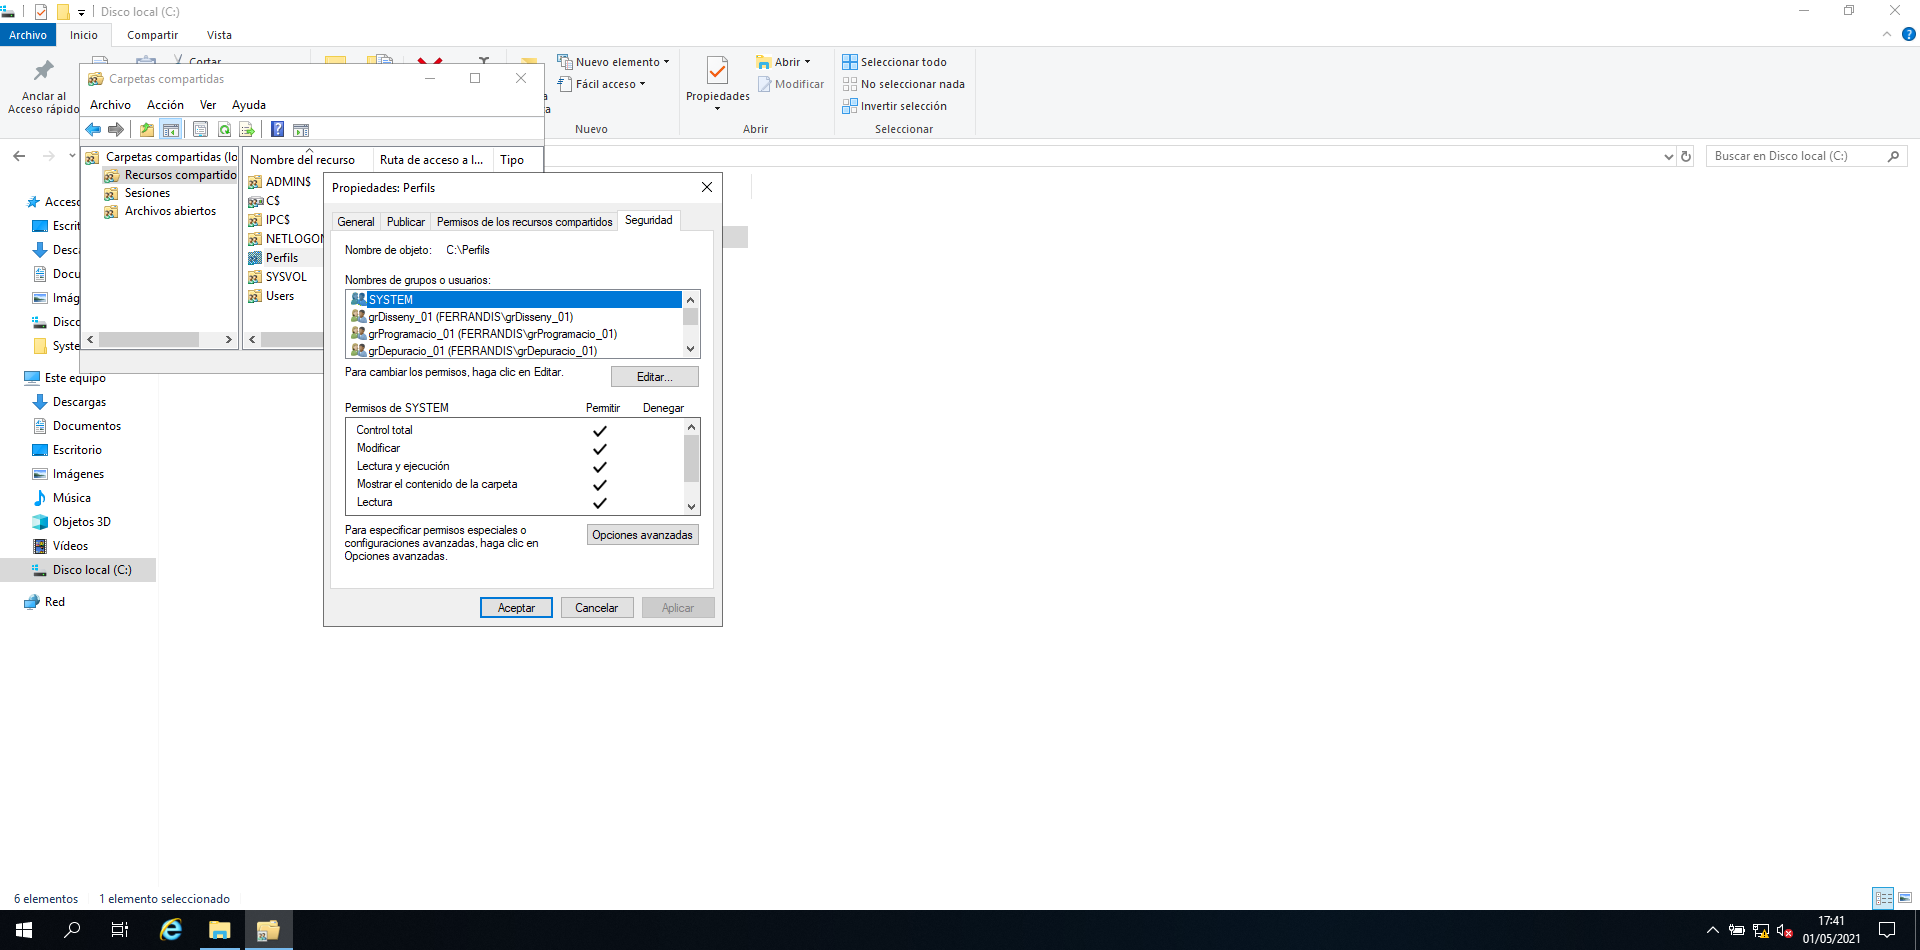 Disco local (C:)
Archivo
Inicio
Compartir
Vista
Anclar al
Acceso rápido
Cortar
Nuevo elemento
Fácil acceso
Nuevo
Propiedades
Abrir
Modificar
Abrir
Seleccionar todo
No seleccionar nada
Invertir selección
Seleccionar
Buscar en Disco local (C:)
Carpetas compartidas
Archivo
Acción
Ver
Ayuda
Carpetas compartidas (lo
Recursos compartido
Sesiones
Archivos abiertos
Nombre del recurso
Ruta de acceso a l...
Tipo
ADMIN$
C$
IPC$
NETLOGON
Perfils
SYSVOL
Users
Propiedades: Perfils
General
Publicar
Permisos de los recursos compartidos
Seguridad
Nombre de objeto: C:\Perfils
Nombres de grupos o usuarios:
SYSTEM
grDisseny_01 (FERRANDIS\grDisseny_01)
grProgramacio_01 (FERRANDIS\grProgramacio_01)
grDepuracio_01 (FERRANDIS\grDepuracio_01)
Para cambiar los permisos, haga clic en Editar.
Editar...
Permisos de SYSTEM
Permitir
Denegar
Control total
Modificar
Lectura y ejecución
Mostrar el contenido de la carpeta
Lectura
Para especificar permisos especiales o
configuraciones avanzadas, haga clic en
Opciones avanzadas.
Opciones avanzadas
Aceptar
Cancelar
Aplicar
Acceso
Escrit
Desca
Docu
Imág
Disco
Syste
Este equipo
Descargas
Documentos
Escritorio
Imágenes
Música
Objetos 3D
Vídeos
Disco local (C:)
Red
6 elementos
1 elemento seleccionado
17:41
01/05/2021